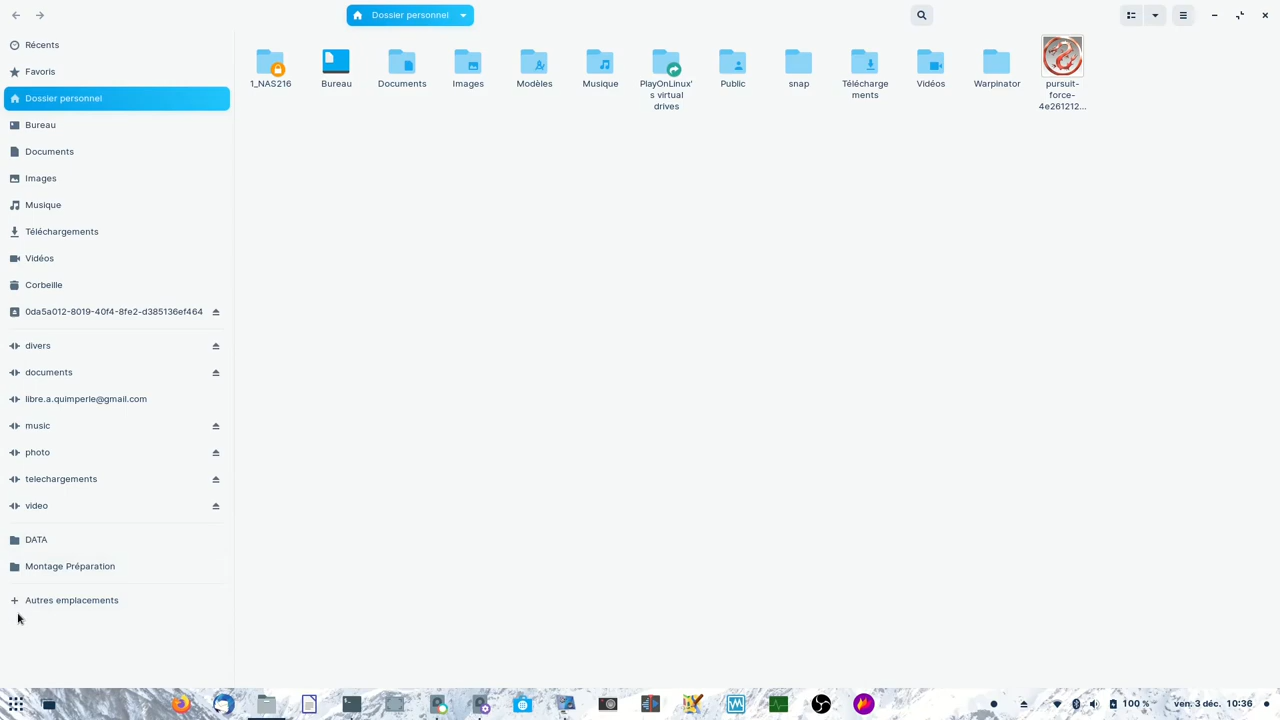 Dossier personnel
Récents
Favoris
Dossier personnel
Bureau
Documents
Images
Musique
Téléchargements
Vidéos
Corbeille
0da5a012-8019-40f4-8fe2-d385136ef464
divers
documents
libre.a.quimperle@gmail.com
music
photo
telechargements
video
DATA
Montage Préparation
Autres emplacements
1_NAS216
Bureau
Documents
Images
Modèles
Musique
PlayOnLinux'
s virtual
drives
Public
snap
Télécharge
ments
Vidéos
Warpinator
pursuit-
force-
4e261212...
100 %
ven. 3 déc. 10:36